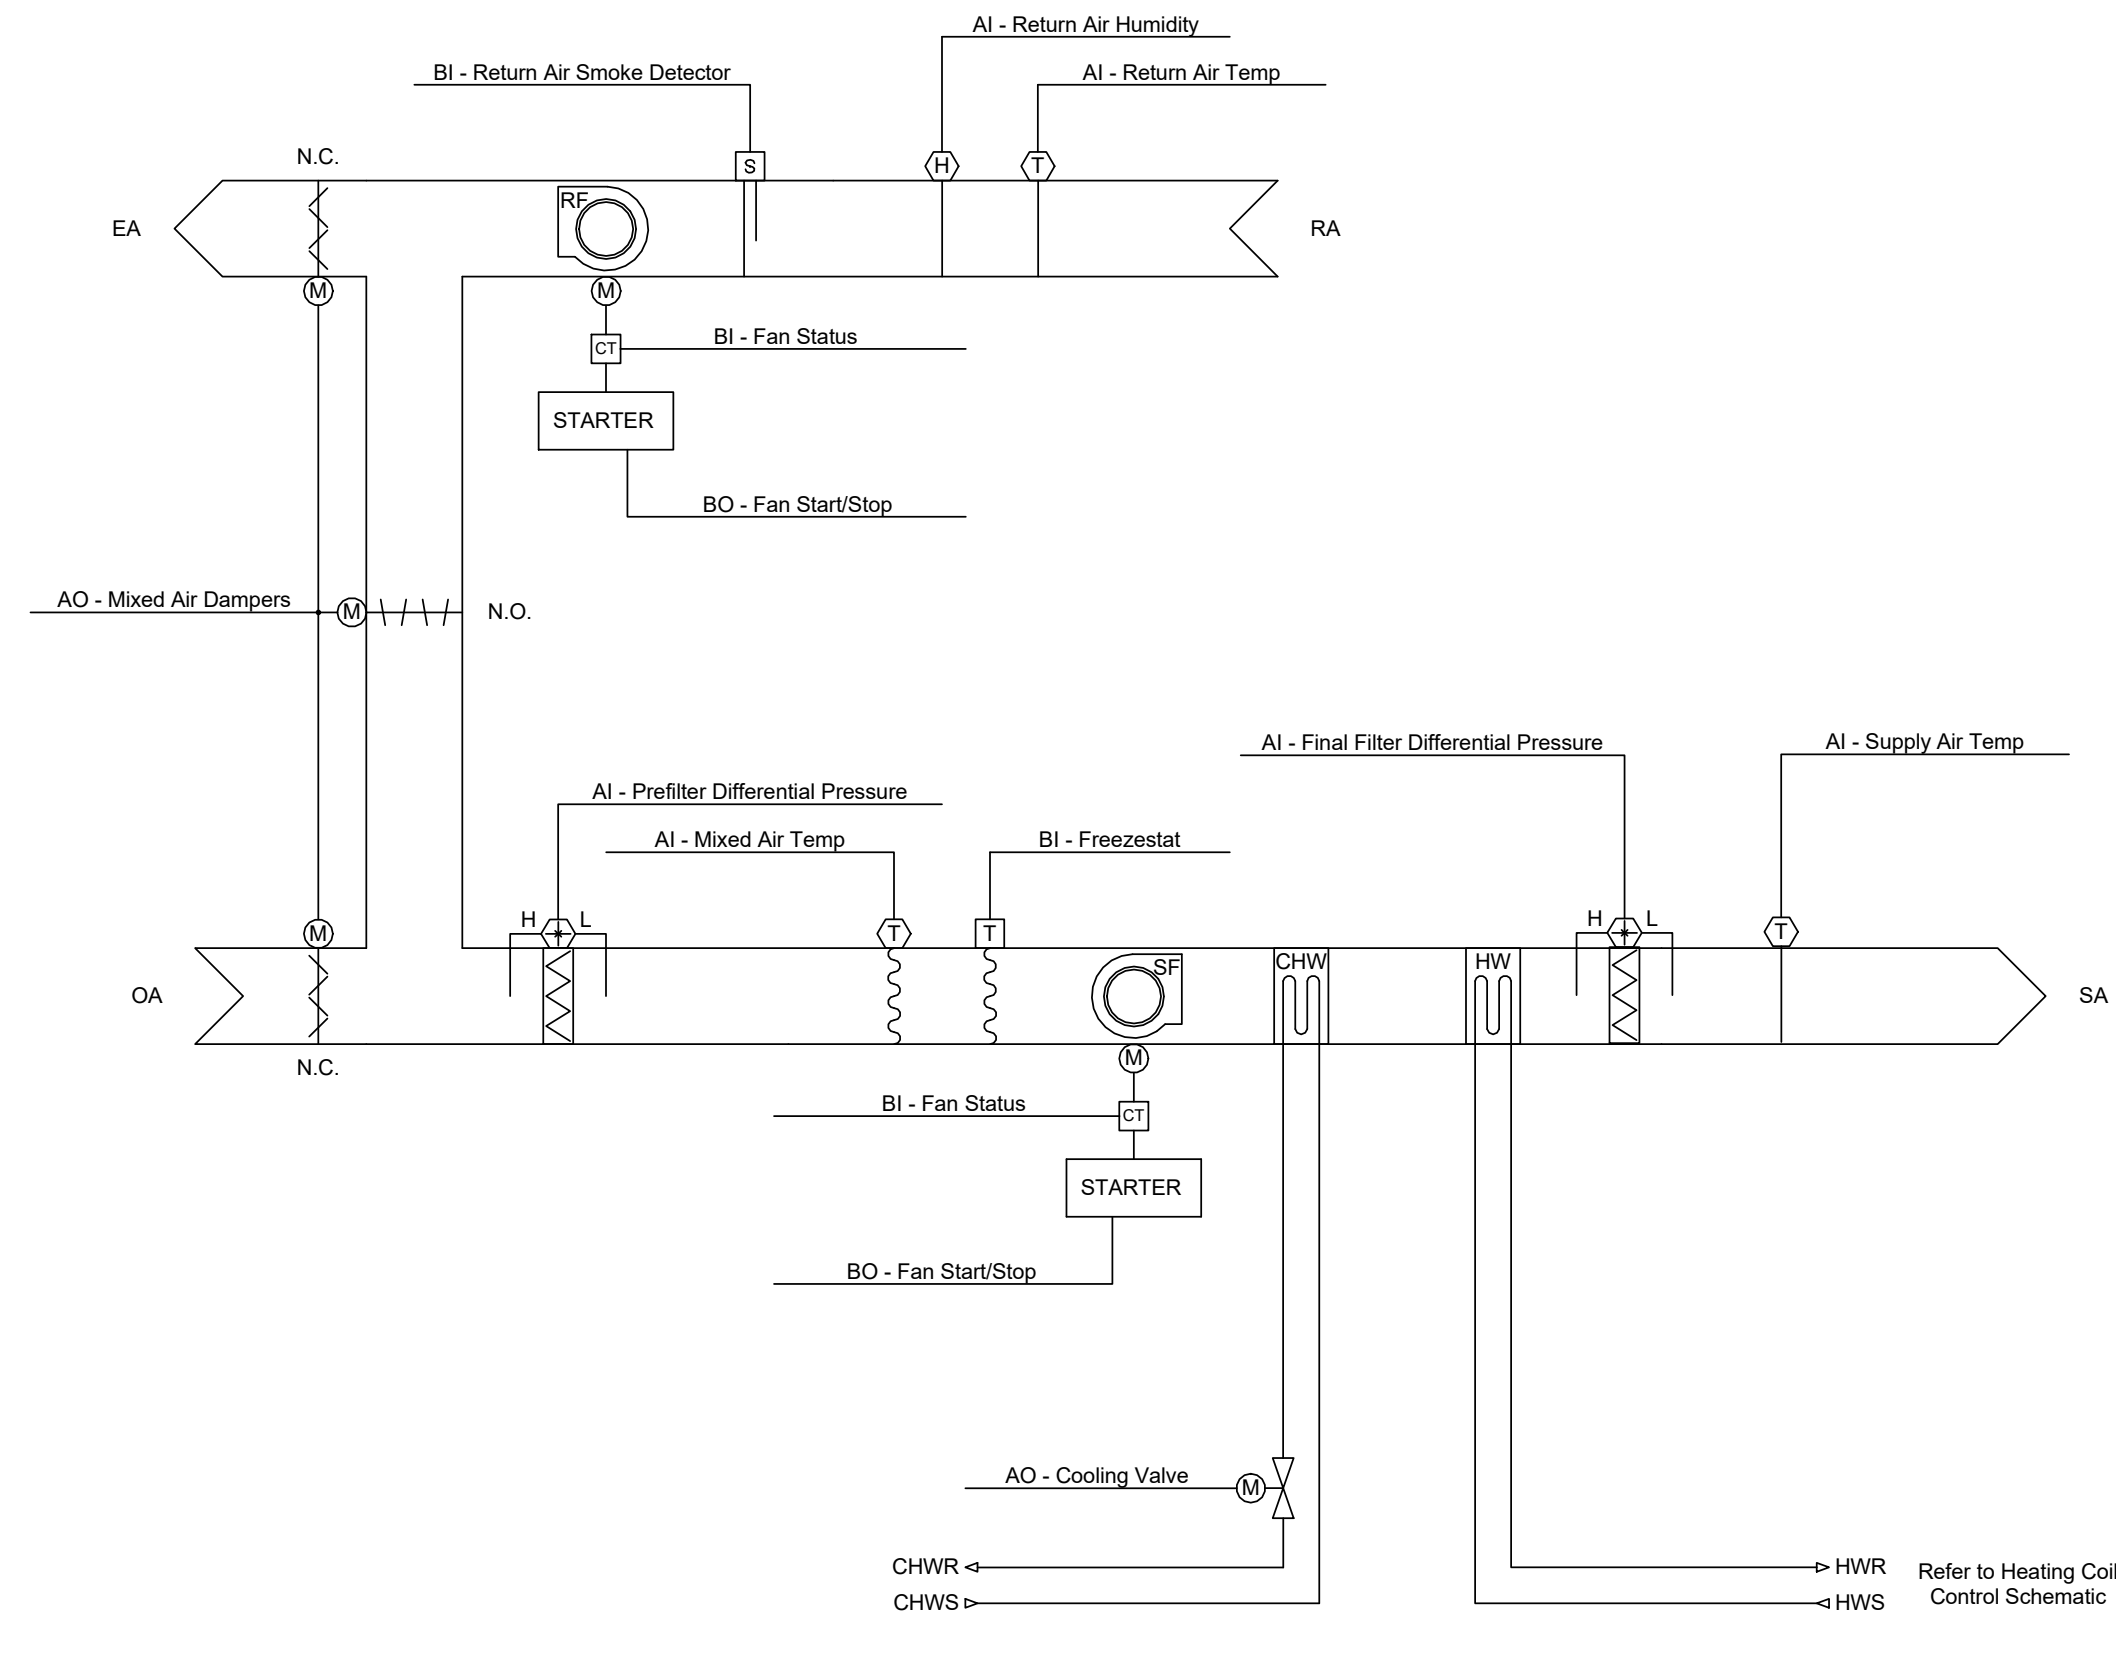 AI - Return Air Humidity
BI - Return Air Smoke Detector
AI - Return Air Temp
N.C.
S
H
T
RF
EA
RA
M
M
BI - Fan Status
CT
STARTER
BO - Fan Start/Stop
AO - Mixed Air Dampers
M
N.O.
AI - Final Filter Differential Pressure
AI - Supply Air Temp
AI - Prefilter Differential Pressure
AI - Mixed Air Temp
BI - Freezestat
H
L
H
L
M
T
T
T
SF
CHW
HW
OA
SA
N.C.
M
BI - Fan Status
CT
STARTER
BO - Fan Start/Stop
AO - Cooling Valve
M
CHWR
HWR
Refer to Heating Coil
Control Schematic
CHWS
HWS